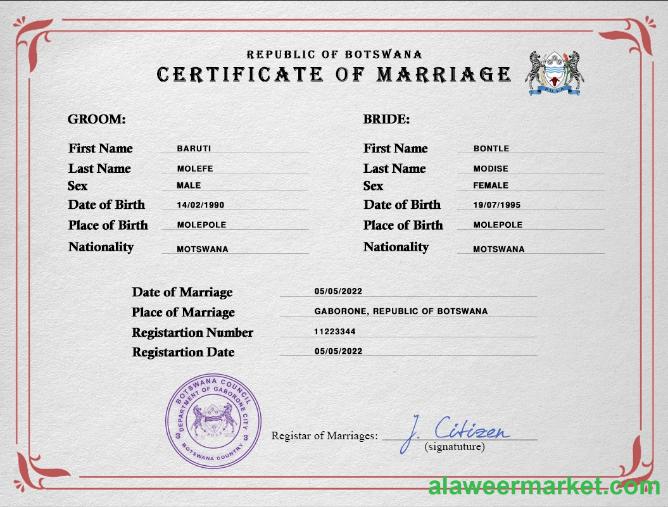 REPUBLIC OF BOTSWANA
CERTIFICATE OF MARRIAGE
GROOM:
First Name BARUTI
Last Name MOLEFE
Sex MALE
Date of Birth 14/02/1990
Place of Birth MOLEPOLE
Nationality MOTSWANA
BRIDE:
First Name BONTLE
Last Name MODISE
Sex FEMALE
Date of Birth 19/07/1995
Place of Birth MOLEPOLE
Nationality MOTSWANA
Date of Marriage 05/05/2022
Place of Marriage GABORONE, REPUBLIC OF BOTSWANA
Registartion Number 11223344
Registartion Date 05/05/2022
BOTSWANA COUNCIL
DEPARTMENT OF GABORONE CITY
BOTSWANA COUNTRY
Registar of Marriages: J. Citizen
(signatuture)
alaweermarket.com